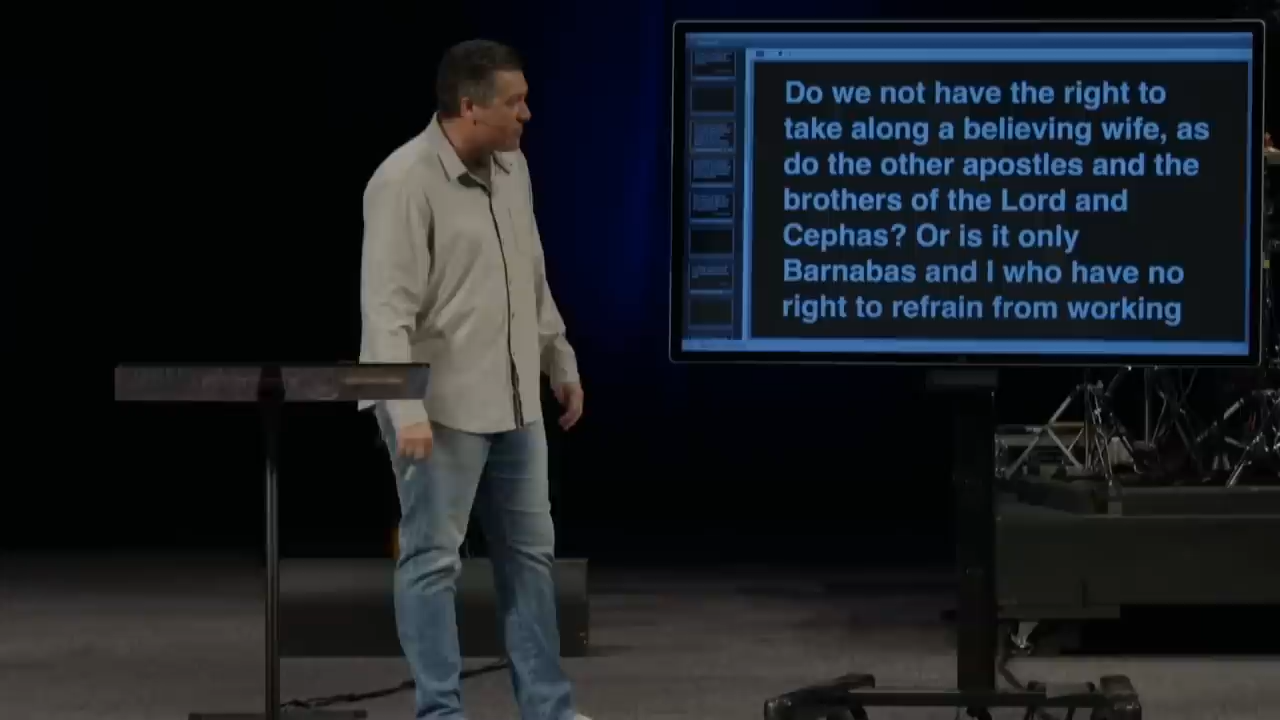 Do we not have the right to
take along a believing wife, as
do the other apostles and the
brothers of the Lord and
Cephas? Or is it only
Barnabas and I who have no
right to refrain from working